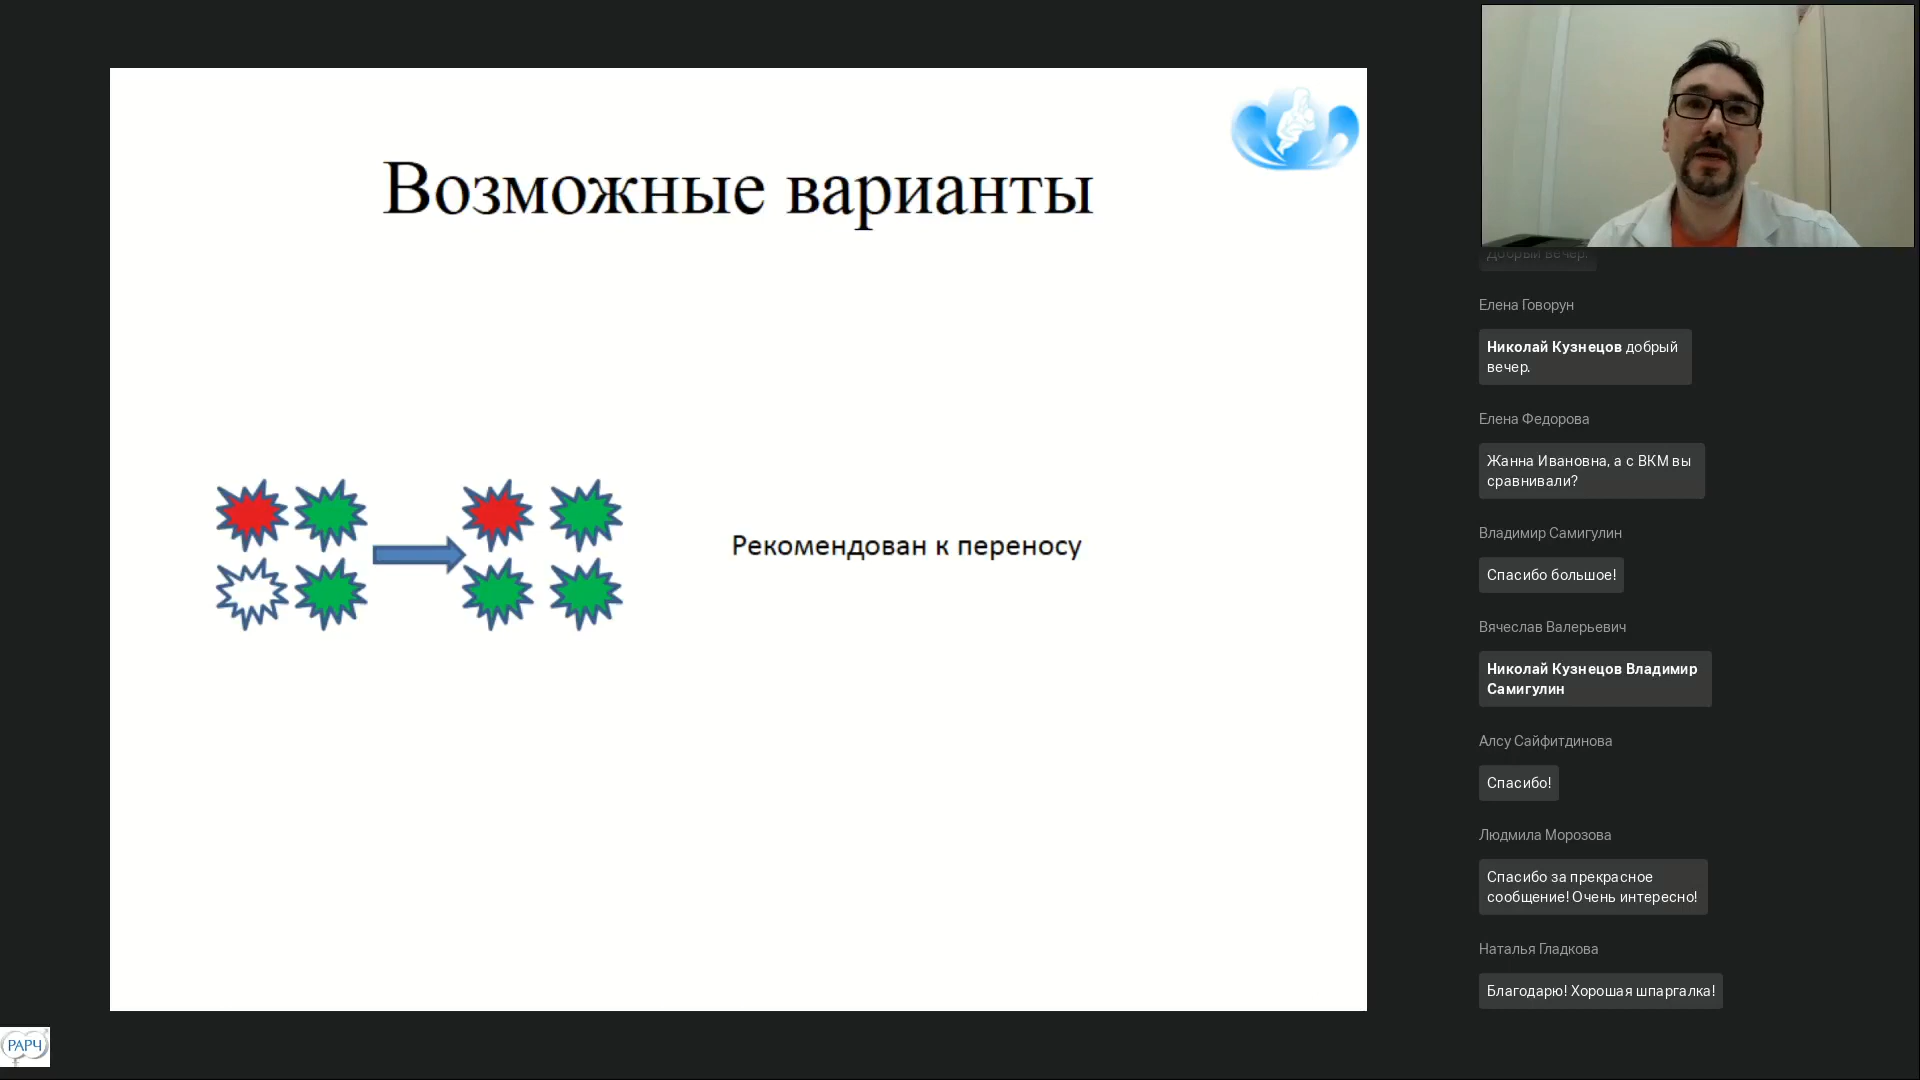 Возможные варианты
Рекомендован к переносу
Добрый вечер.
Елена Говорун
Николай Кузнецов добрый
вечер.
Елена Федорова
Жанна Ивановна, а с ВКМ вы
сравнивали?
Владимир Самигулин
Спасибо большое!
Вячеслав Валерьевич
Николай Кузнецов Владимир
Самигулин
Алсу Сайфитдинова
Спасибо!
Людмила Морозова
Спасибо за прекрасное
сообщение! Очень интересно!
Наталья Гладкова
Благодарю! Хорошая шпаргалка!
РАРЧ